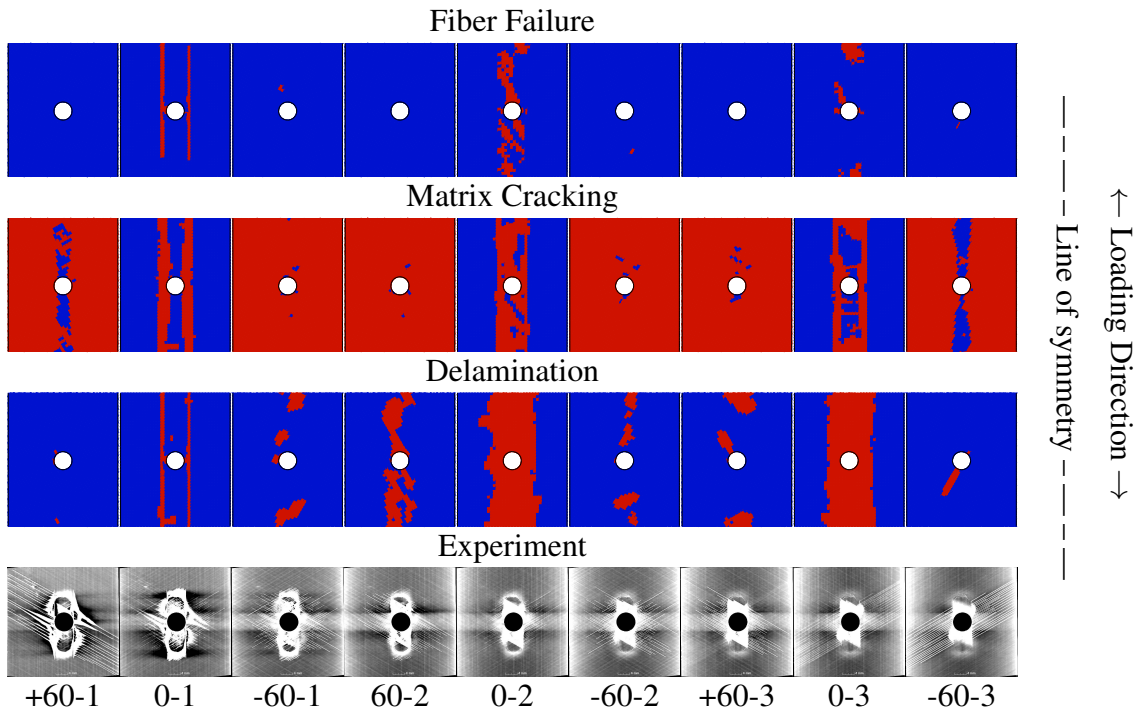 Fiber Failure
Matrix Cracking
Delamination
Experiment
+60-1 0-1 -60-1 60-2 0-2 -60-2 +60-3 0-3 -60-3
Line of symmetry
← Loading Direction →